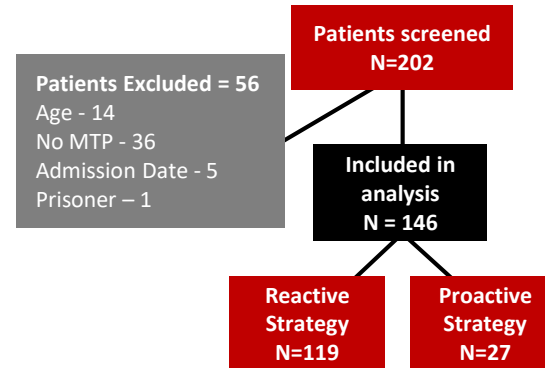 Patients screened
N=202
Patients Excluded = 56
Age - 14
No MTP - 36
Admission Date - 5
Prisoner – 1
Included in
analysis
N = 146
Reactive
Strategy
N=119
Proactive
Strategy
N=27